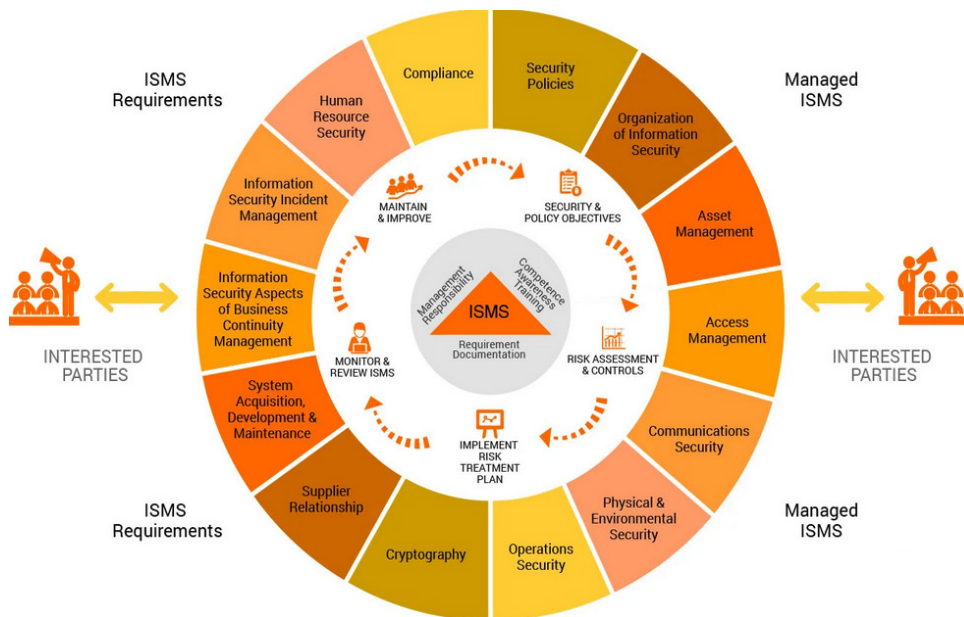 ISMS
Requirements
Managed
ISMS
Compliance
Security
Policies
Organization
of Information
Security
Asset
Management
Access
Management
Communications
Security
Physical &
Environmental
Security
Operations
Security
Cryptography
Supplier
Relationship
System
Acquisition,
Development &
Maintenance
Information
Security Aspects
of Business
Continuity
Management
Information
Security Incident
Management
Human
Resource
Security
MAINTAIN
& IMPROVE
SECURITY &
POLICY OBJECTIVES
RISK ASSESSMENT
& CONTROLS
IMPLEMENT
RISK
TREATMENT
PLAN
MONITOR &
REVIEW ISMS
Management
Responsibility
Competence
Awareness
Training
ISMS
Requirement
Documentation
INTERESTED
PARTIES
INTERESTED
PARTIES
ISMS
Requirements
Managed
ISMS